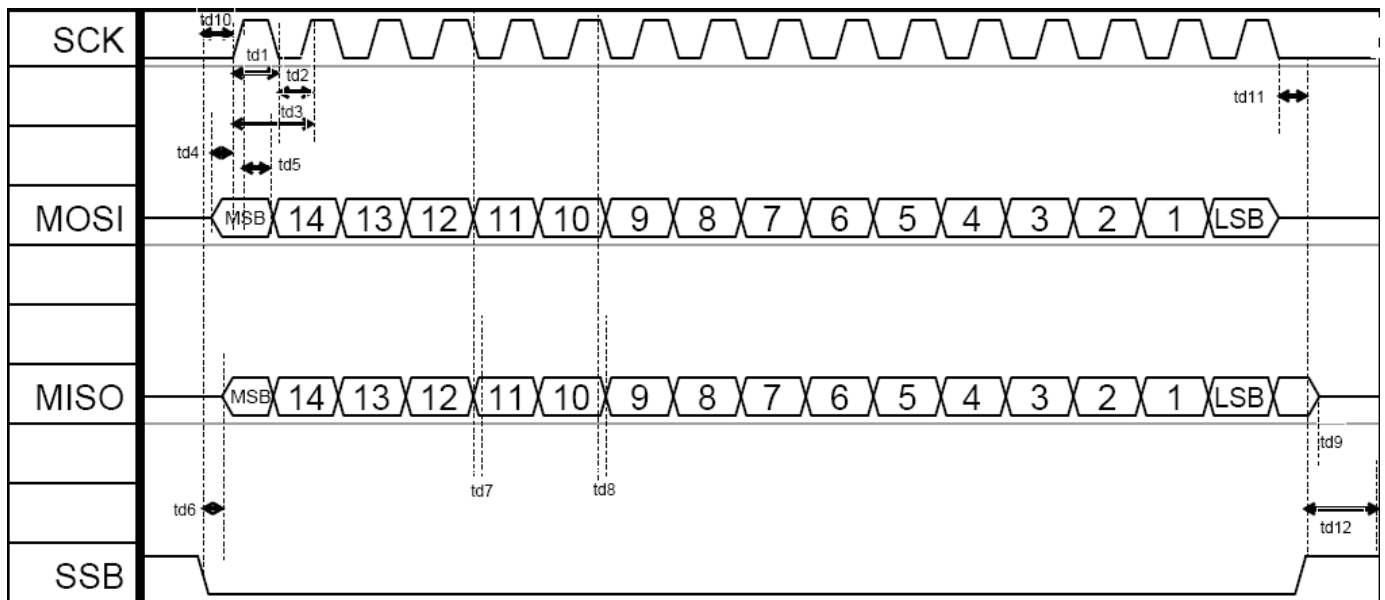 td10
SCK
td1
td2
td11
td3
td4
td5
MOSI MSB 14 13 12 11 10 9 8 7 6 5 4 3 2 1 LSB
MISO MSB 14 13 12 11 10 9 8 7 6 5 4 3 2 1 LSB
td9
td7 td8
td6
td12
SSB